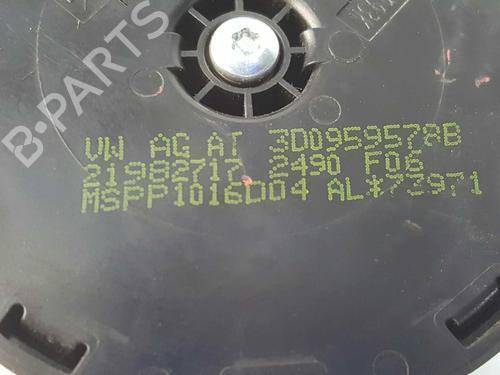 B-PARTS
VW AG AT 3D0959578B
21982717 2490 F06
MSFP1016D04 AL*73971